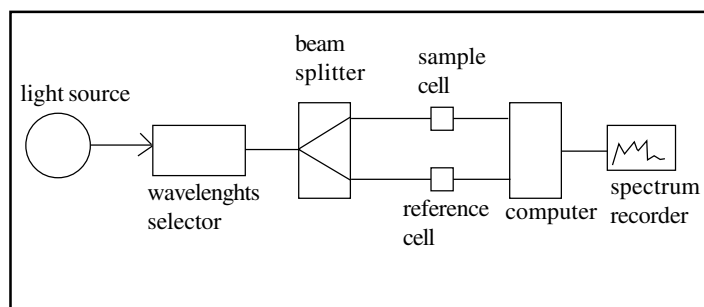 light source
wavelenghts
selector
beam
splitter
sample
cell
reference
cell
computer
spectrum
recorder